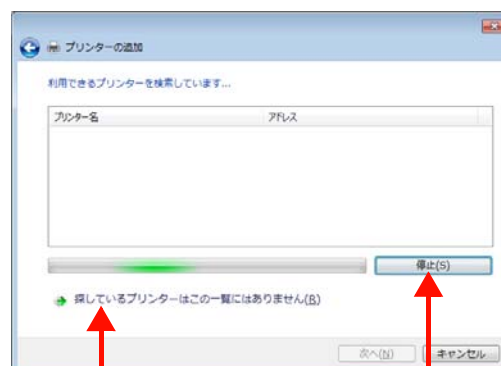 プリンターの追加
利用できるプリンターを検索しています...
プリンター名 アドレス
停止(S)
探しているプリンターはこの一覧にはありません(R)
次へ(N) キャンセル